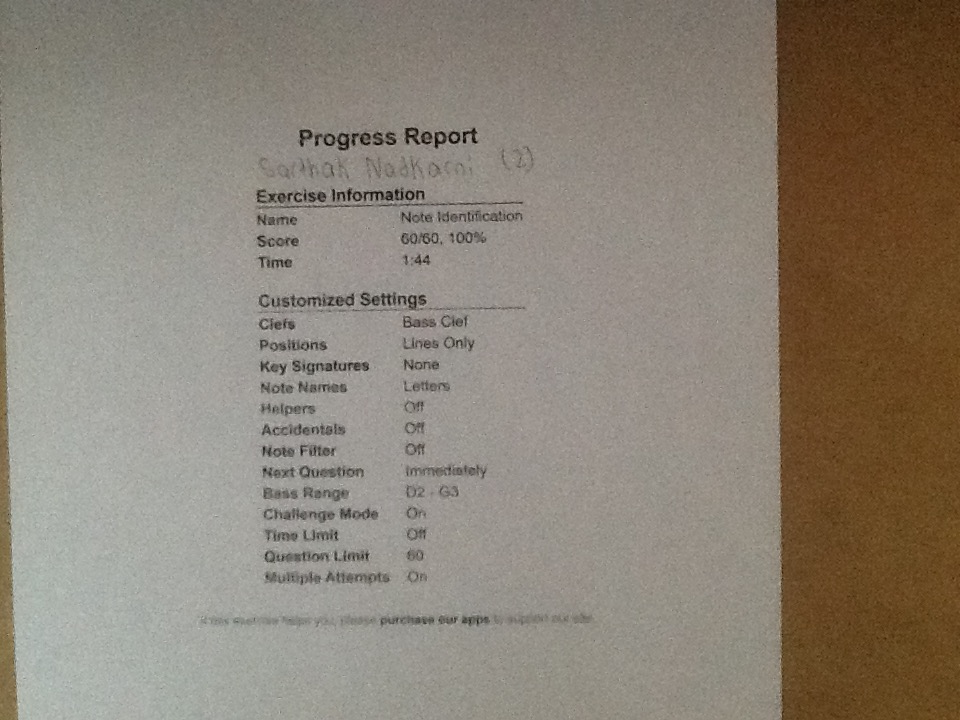 Progress Report
Sarthak Nadkarni (2)
Exercise Information
Name Note Identification
Score 60/60, 100%
Time 1:44
Customized Settings
Clefs Bass Clef
Positions Lines Only
Key Signatures None
Note Names Letters
Helpers Off
Accidentals Off
Note Filter Off
Next Question Immediately
Bass Range D2 - G3
Challenge Mode On
Time Limit Off
Question Limit 60
Multiple Attempts On
If this exercise helps you, please purchase our apps to support our site.